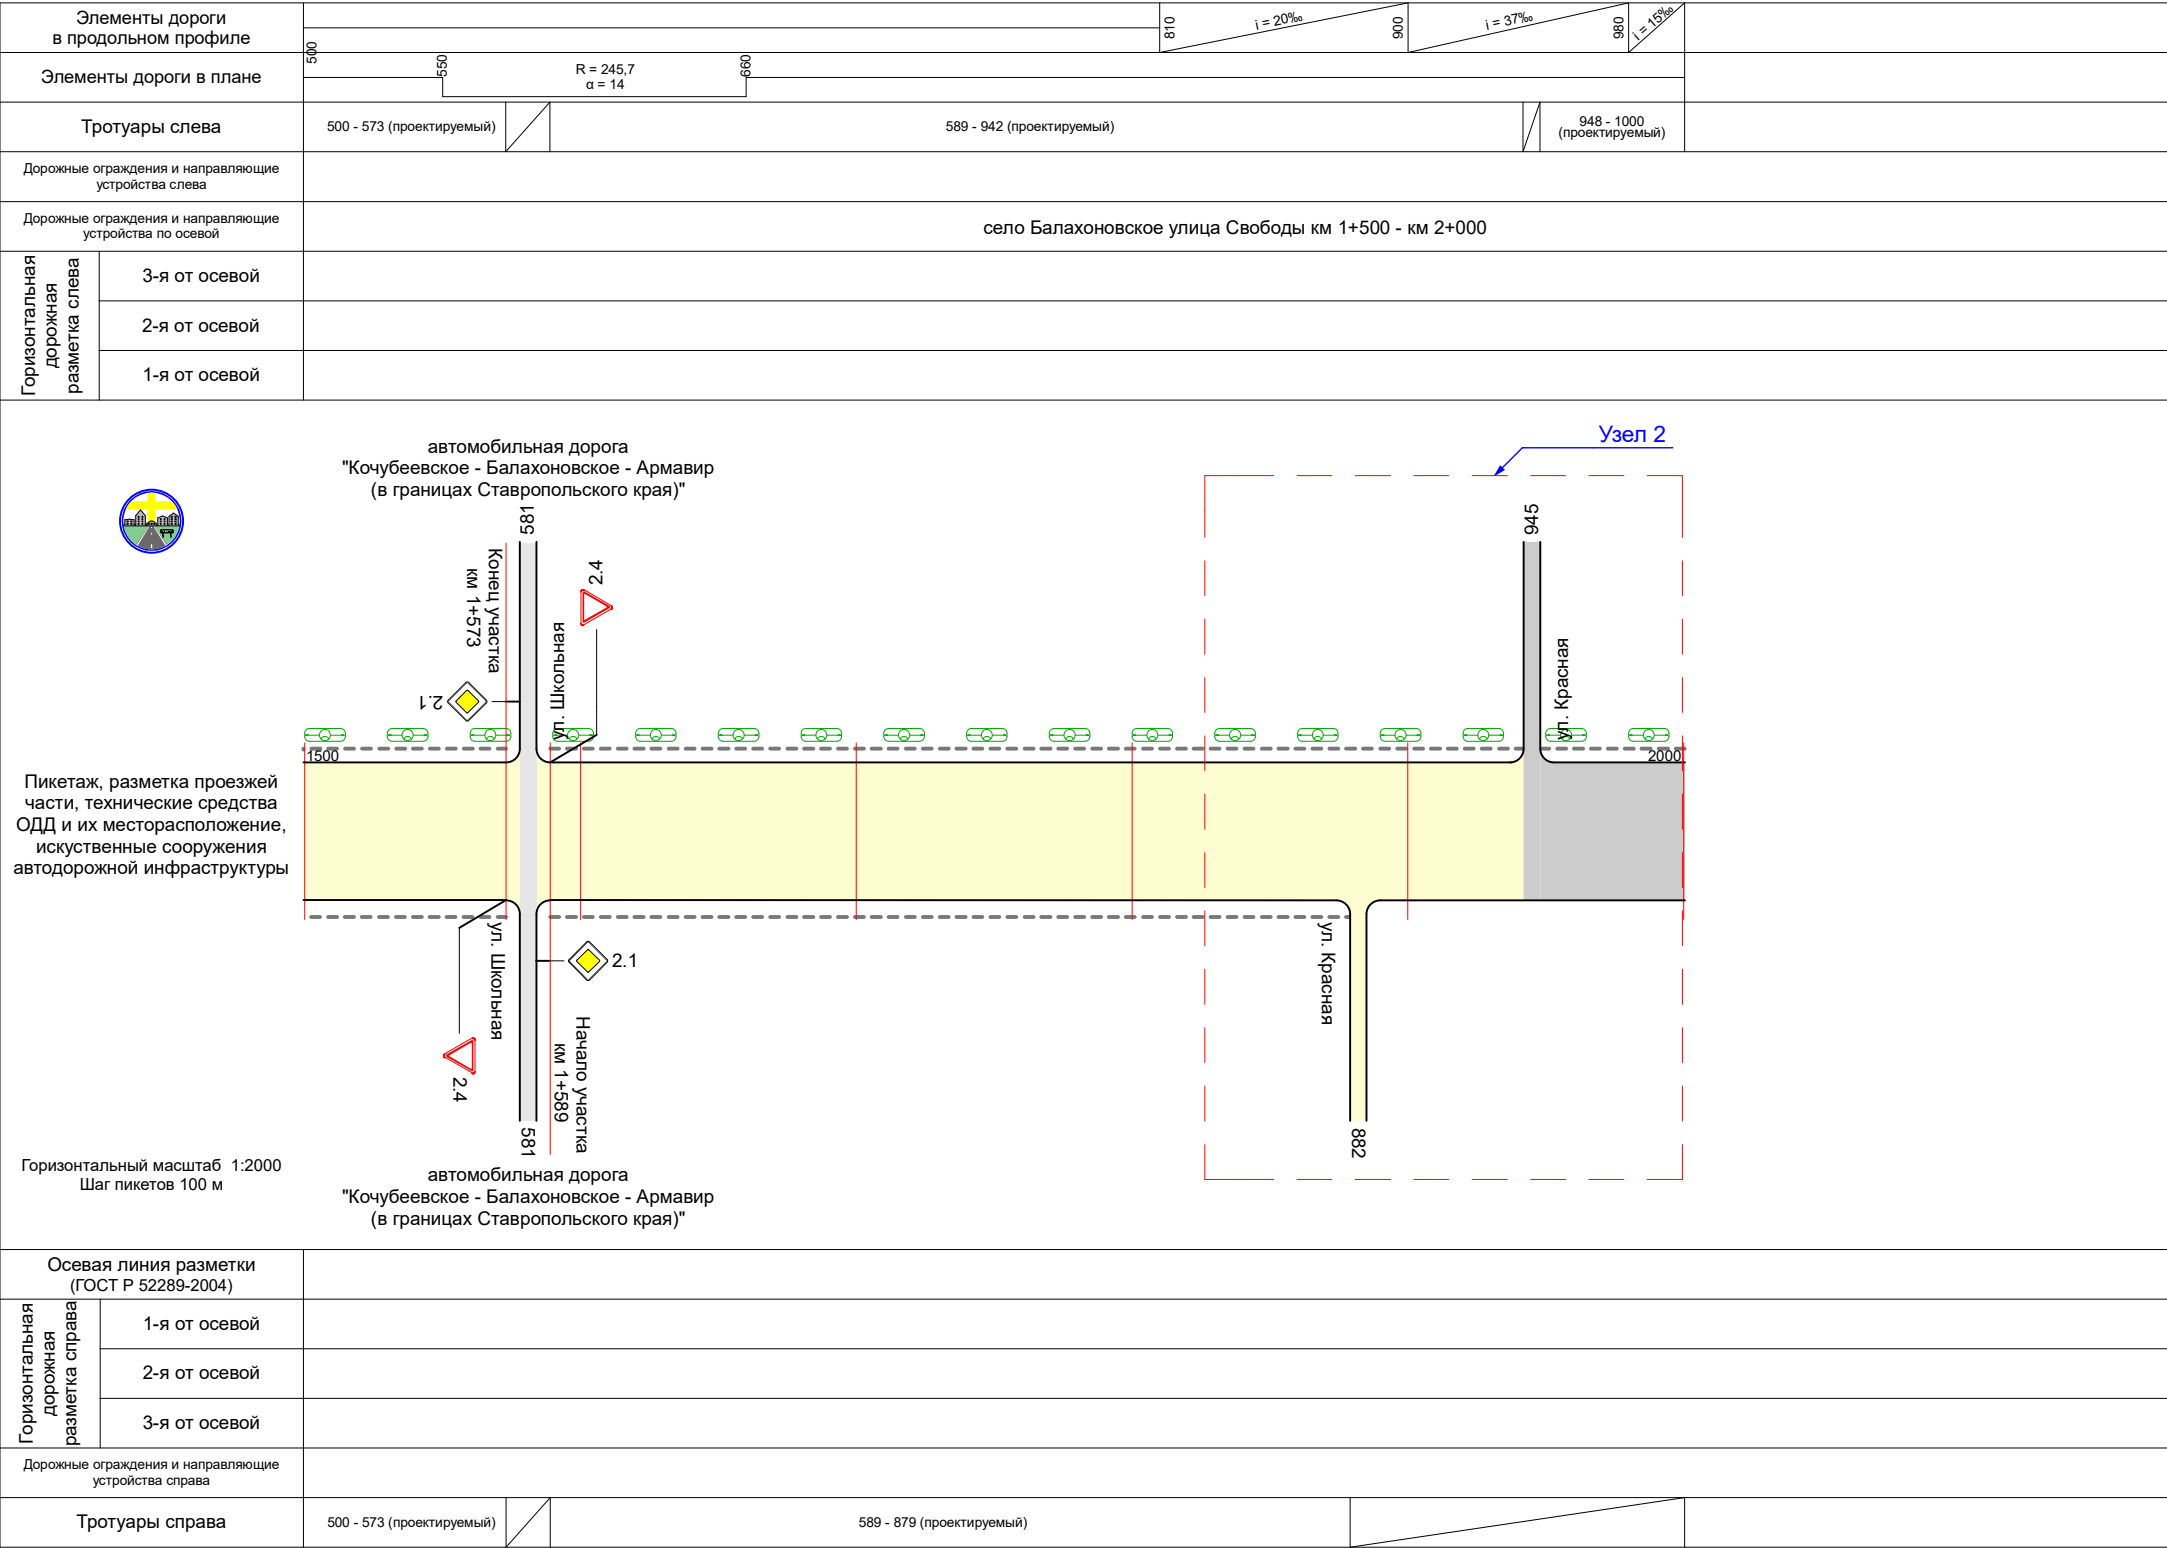 Элементы дороги
в продольном профиле
810
i = 20‰
900
i = 37‰
980
i = 15‰
500
Элементы дороги в плане
550
R = 245,7
α = 14
660
Тротуары слева
500 - 573 (проектируемый)
589 - 942 (проектируемый)
948 - 1000
(проектируемый)
Дорожные ограждения и направляющие
устройства слева
Дорожные ограждения и направляющие
устройства по осевой
село Балахоновское улица Свободы км 1+500 - км 2+000
Горизонтальная
дорожная
разметка слева
3-я от осевой
2-я от осевой
1-я от осевой
Узел 2
автомобильная дорога
"Кочубеевское - Балахоновское - Армавир
(в границах Ставропольского края)"
581
945
Конец участка
км 1+573
2.4
ул. Школьная
ул. Красная
2.1
1500
2000
Пикетаж, разметка проезжей
части, технические средства
ОДД и их месторасположение,
искуственные сооружения
автодорожной инфраструктуры
ул. Школьная
2.1
ул. Красная
Начало участка
км 1+589
2.4
581
882
Горизонтальный масштаб 1:2000
Шаг пикетов 100 м
автомобильная дорога
"Кочубеевское - Балахоновское - Армавир
(в границах Ставропольского края)"
Осевая линия разметки
(ГОСТ Р 52289-2004)
Горизонтальная
дорожная
разметка справа
1-я от осевой
2-я от осевой
3-я от осевой
Дорожные ограждения и направляющие
устройства справа
Тротуары справа
500 - 573 (проектируемый)
589 - 879 (проектируемый)